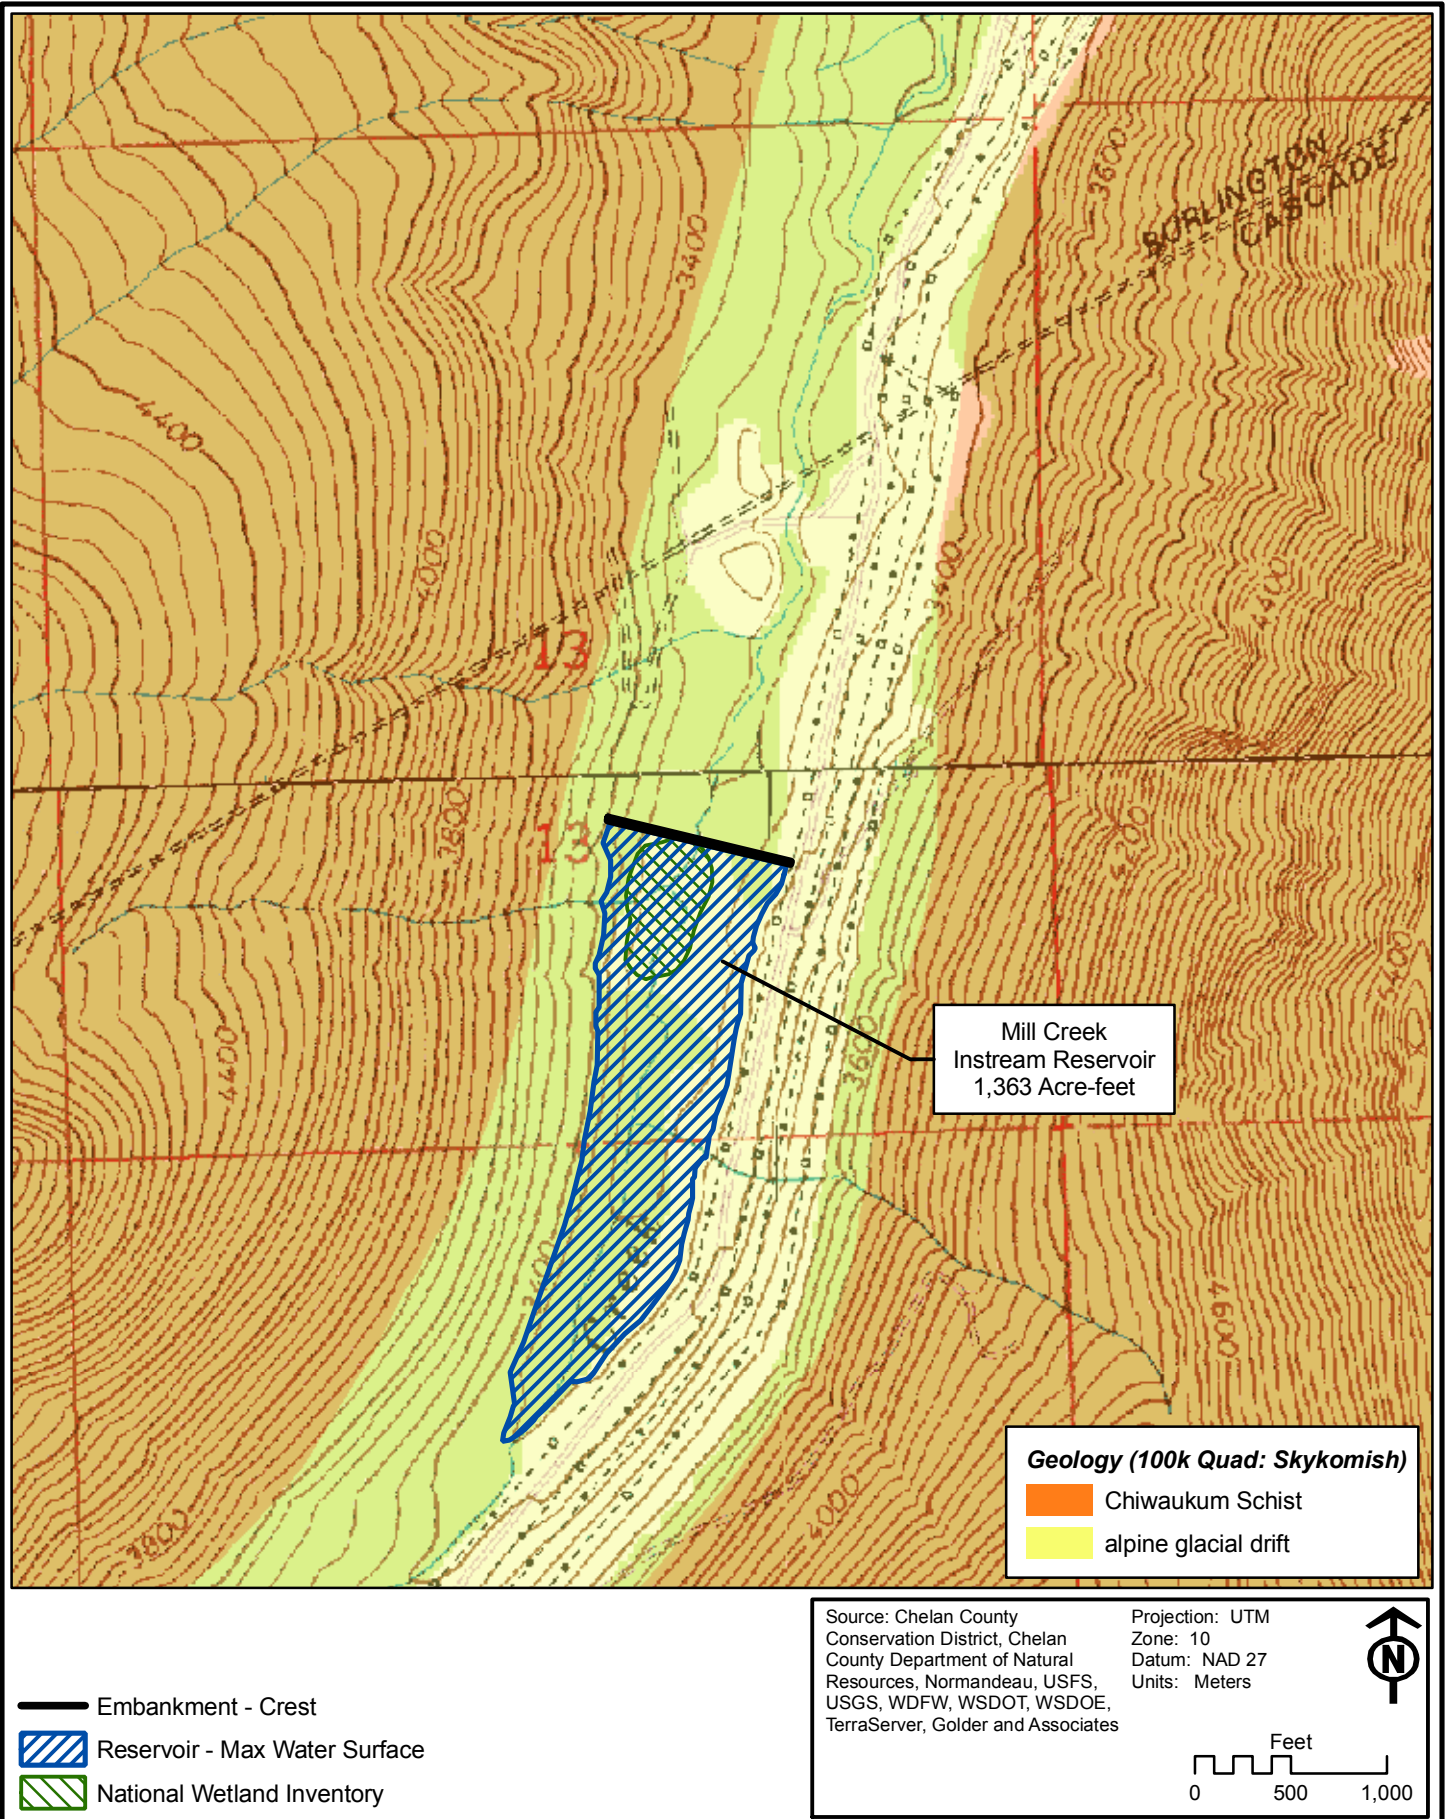 3400
3600
BURLINGTON
CASCADE
4400
4000
3400
4400
13
3800
13
Mill Creek
Instream Reservoir
1,363 Acre-feet
4400
3600
Creek
4600
4000
Geology (100k Quad: Skykomish)
Chiwaukum Schist
alpine glacial drift
Source: Chelan County
Conservation District, Chelan
County Department of Natural
Resources, Normandeau, USFS,
USGS, WDFW, WSDOT, WSDOE,
TerraServer, Golder and Associates
Projection: UTM
Zone: 10
Datum: NAD 27
Units: Meters
N
Feet
0 500 1,000
Embankment - Crest
Reservoir - Max Water Surface
National Wetland Inventory